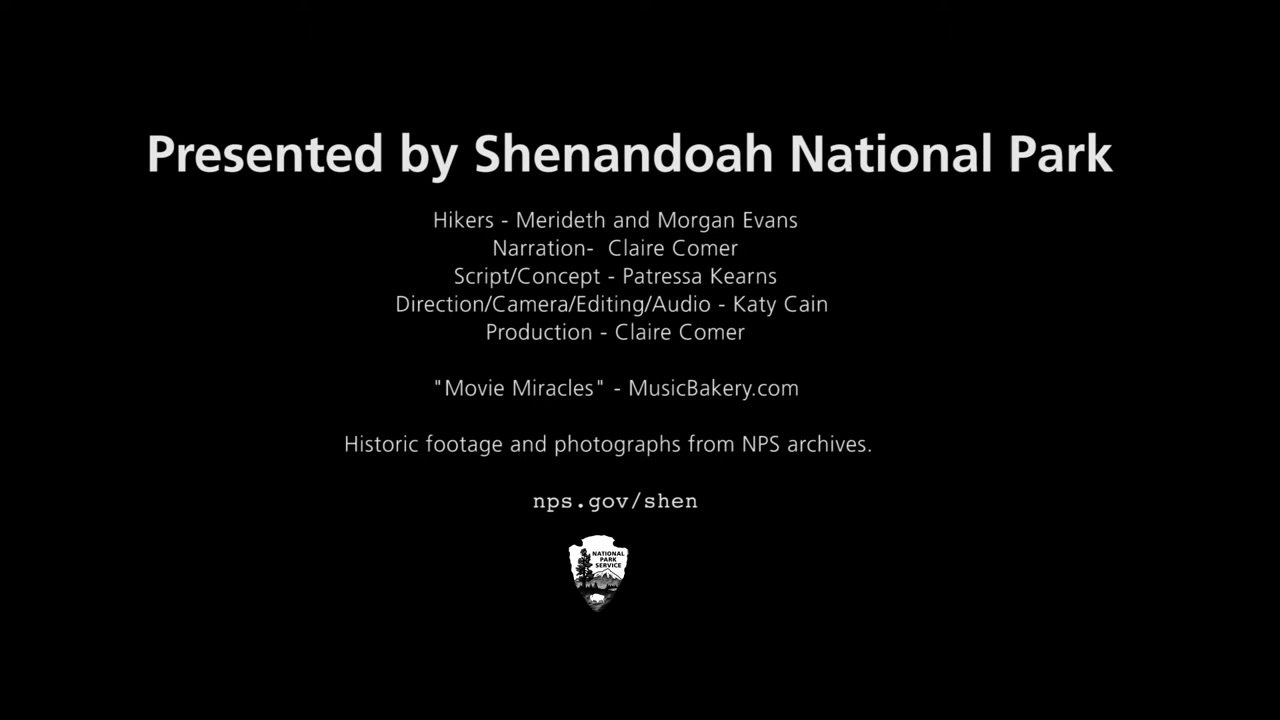 Presented by Shenandoah National Park
Hikers - Merideth and Morgan Evans
Narration-  Claire Comer
Script/Concept - Patressa Kearns
Direction/Camera/Editing/Audio - Katy Cain
Production - Claire Comer
"Movie Miracles" - MusicBakery.com
Historic footage and photographs from NPS archives.
nps.gov/shen
NATIONAL
PARK
SERVICE